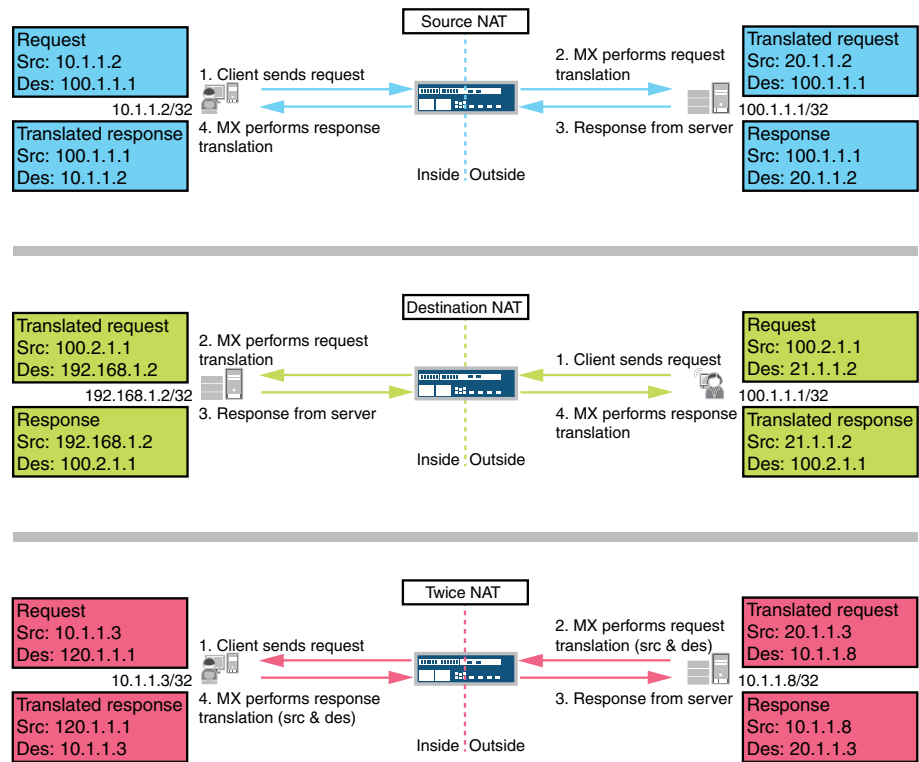 Source NAT
Request
Src: 10.1.1.2
Des: 100.1.1.1
1. Client sends request
2. MX performs request
translation
Translated request
Src: 20.1.1.2
Des: 100.1.1.1
10.1.1.2/32
100.1.1.1/32
Translated response
Src: 100.1.1.1
Des: 10.1.1.2
4. MX performs response
translation
3. Response from server
Response
Src: 100.1.1.1
Des: 20.1.1.2
Inside Outside
Destination NAT
Translated request
Src: 100.2.1.1
Des: 192.168.1.2
2. MX performs request
translation
1. Client sends request
Request
Src: 100.2.1.1
Des: 21.1.1.2
192.168.1.2/32
100.1.1.1/32
Response
Src: 192.168.1.2
Des: 100.2.1.1
3. Response from server
4. MX performs response
translation
Translated response
Src: 21.1.1.2
Des: 100.2.1.1
Inside Outside
Twice NAT
Request
Src: 10.1.1.3
Des: 120.1.1.1
1. Client sends request
2. MX performs request
translation (src & des)
Translated request
Src: 20.1.1.3
Des: 10.1.1.8
10.1.1.3/32
10.1.1.8/32
Translated response
Src: 120.1.1.1
Des: 10.1.1.3
4. MX performs response
translation (src & des)
3. Response from server
Response
Src: 10.1.1.8
Des: 20.1.1.3
Inside Outside